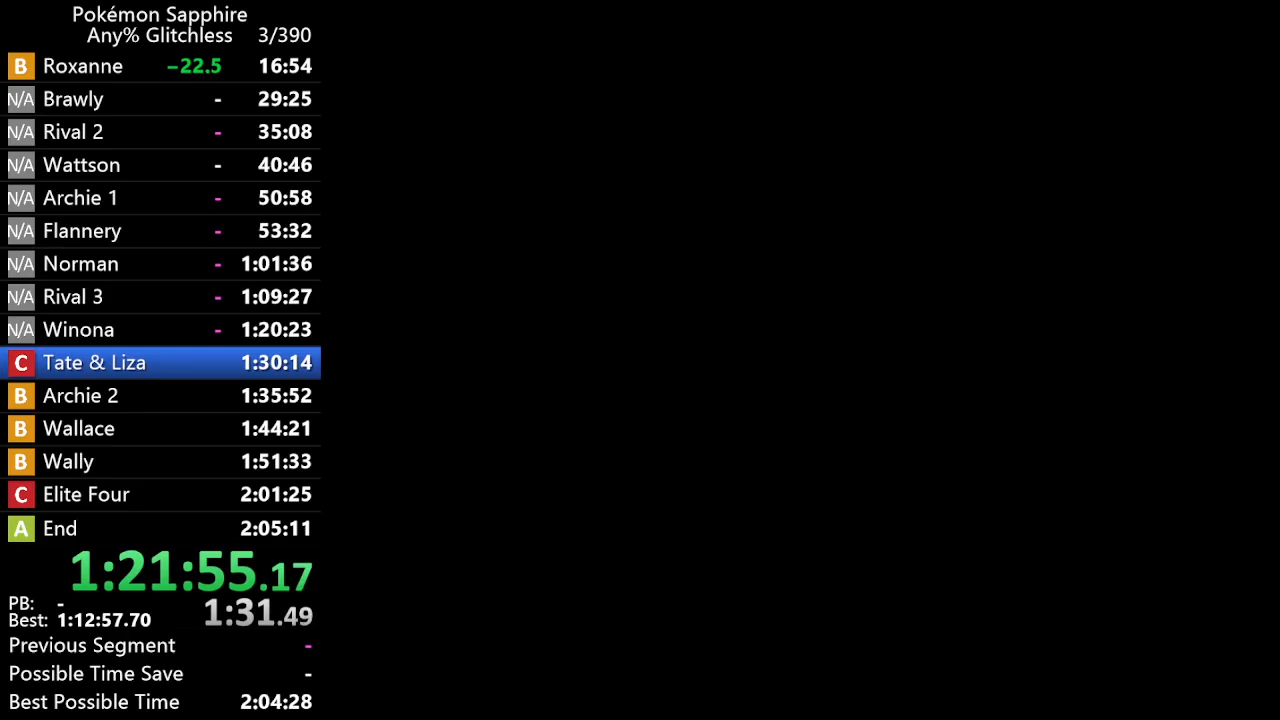 Pokémon Sapphire
Any% Glitchless 3/390
B Roxanne −22.5 16:54
N/A Brawly - 29:25
N/A Rival 2 - 35:08
N/A Wattson - 40:46
N/A Archie 1 - 50:58
N/A Flannery - 53:32
N/A Norman - 1:01:36
N/A Rival 3 - 1:09:27
N/A Winona - 1:20:23
C Tate & Liza 1:30:14
B Archie 2 1:35:52
B Wallace 1:44:21
B Wally 1:51:33
C Elite Four 2:01:25
A End 2:05:11
1:21:55.17
PB: -
Best: 1:12:57.70 1:31.49
Previous Segment -
Possible Time Save -
Best Possible Time 2:04:28